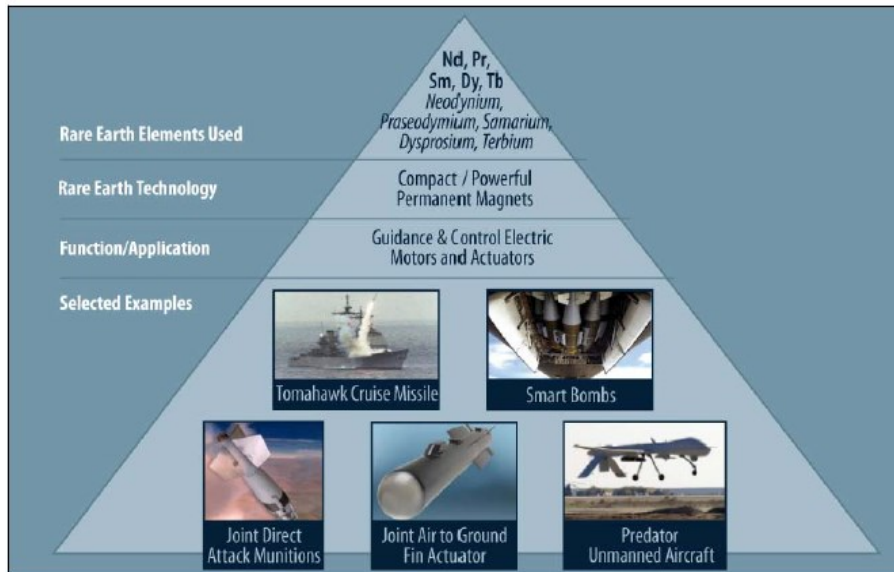 Nd, Pr,
Sm, Dy, Tb
Neodynium,
Praseodymium, Samarium,
Dysprosium, Terbium
Rare Earth Elements Used
Rare Earth Technology
Compact / Powerful
Permanent Magnets
Function/Application
Guidance & Control Electric
Motors and Actuators
Selected Examples
Tomahawk Cruise Missile
Smart Bombs
Joint Direct
Attack Munitions
Joint Air to Ground
Fin Actuator
Predator
Unmanned Aircraft